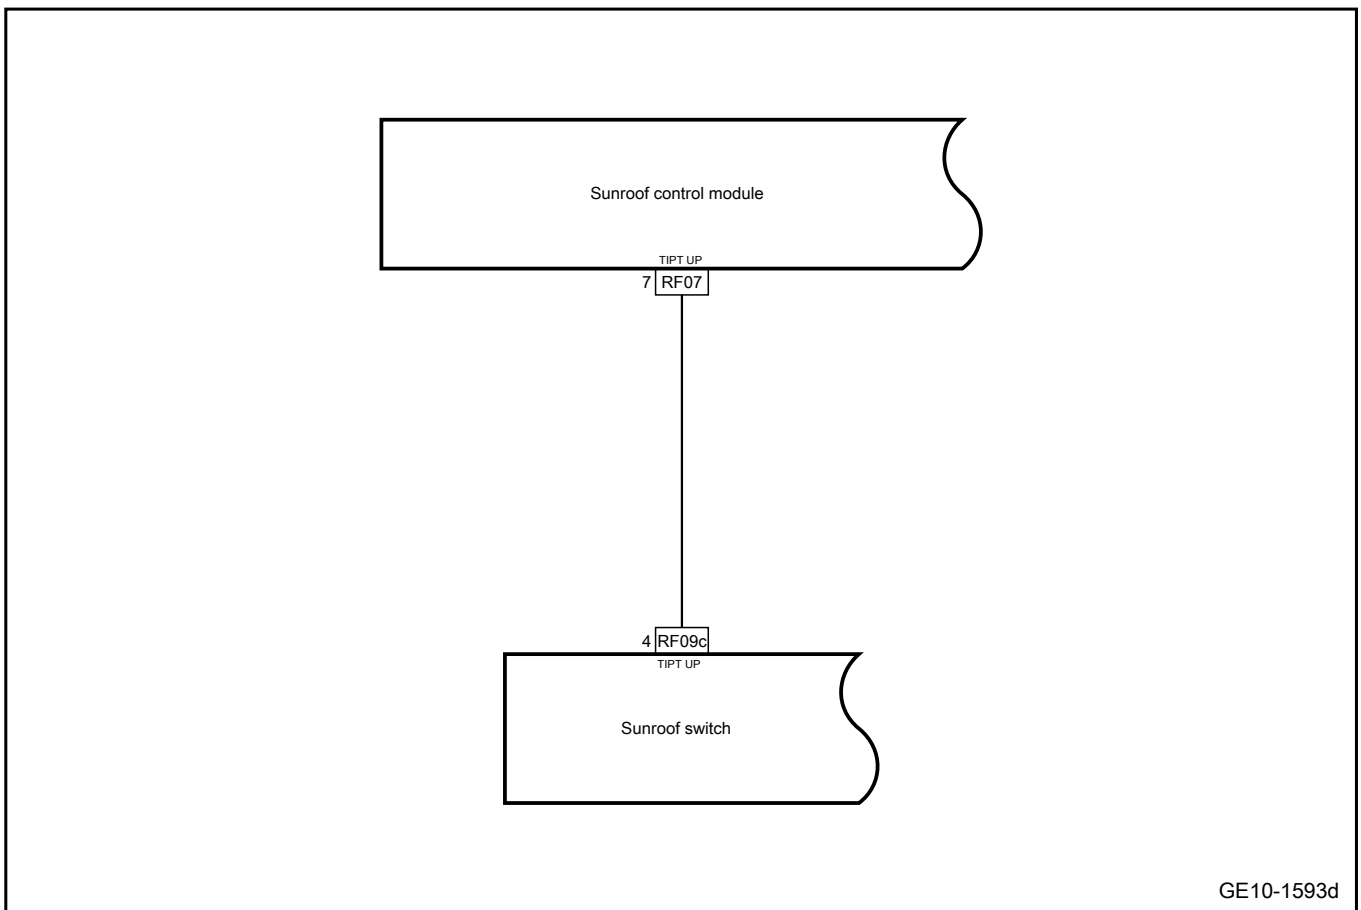 Sunroof control module
TIPT UP
7 RF07
4 RF09c
TIPT UP
Sunroof switch
GE10-1593d